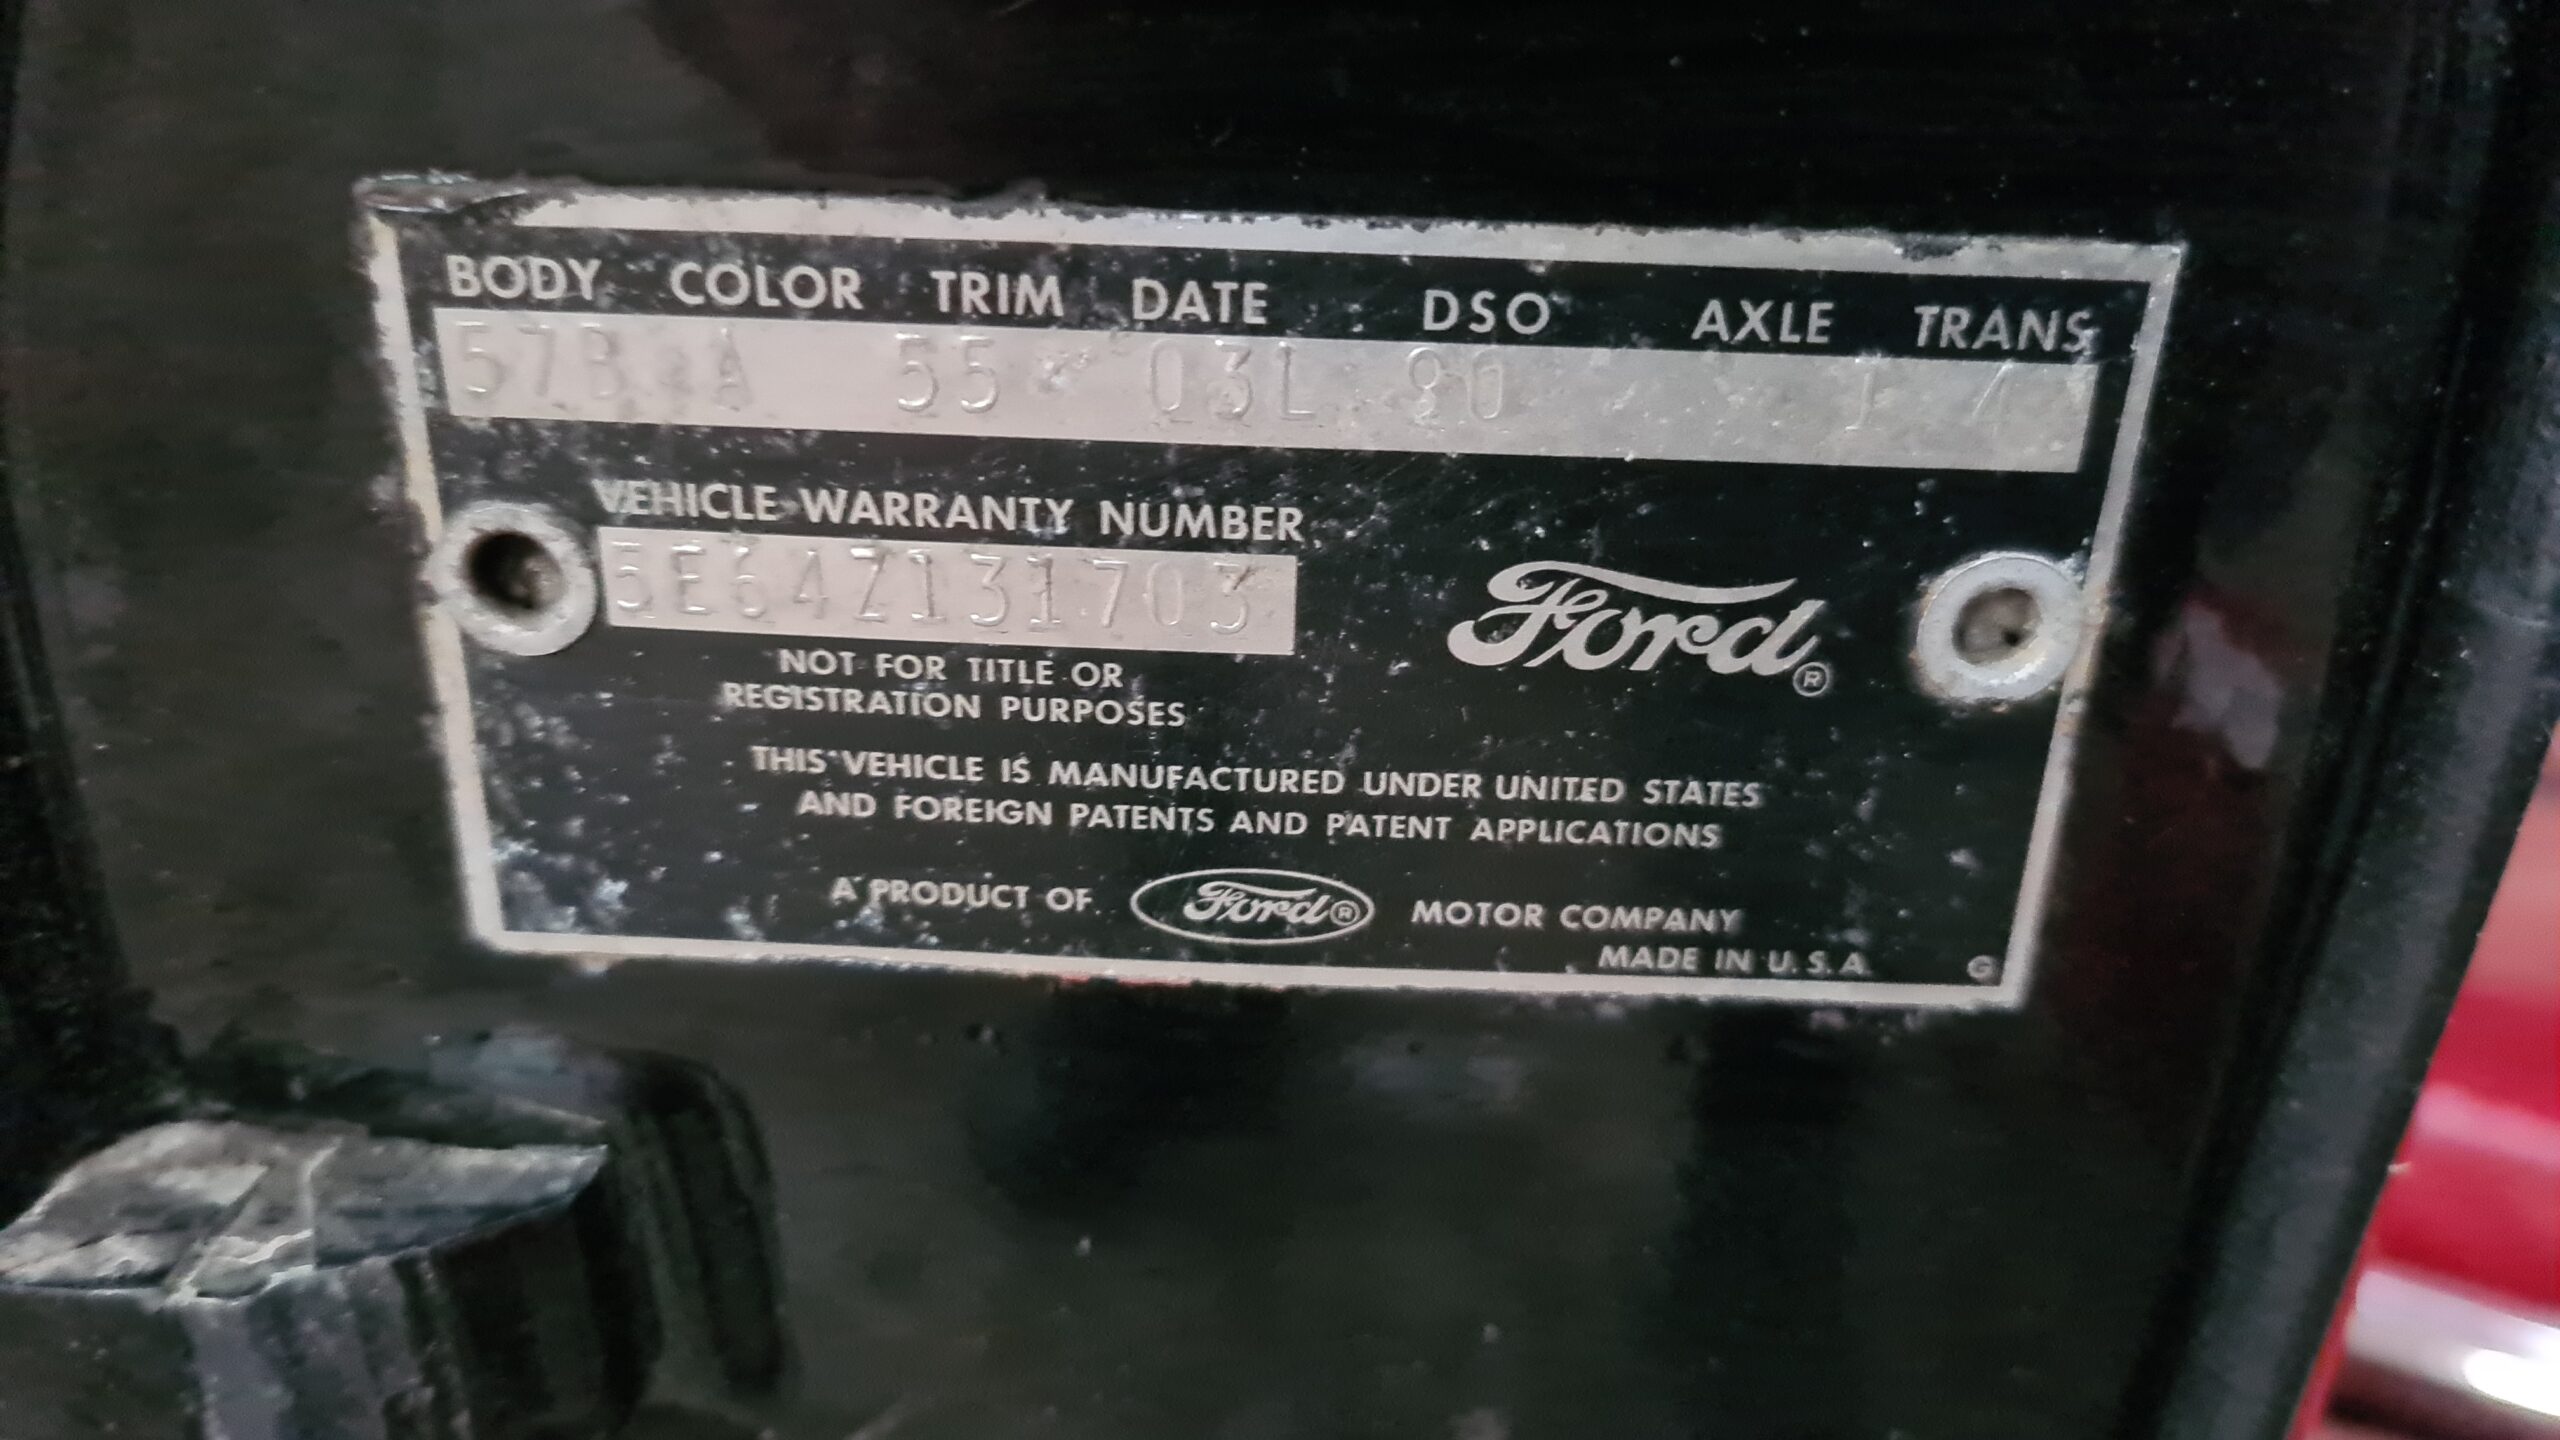 BODY COLOR TRIM DATE DSO AXLE TRANS
57B A 55 03L 90 1 4
VEHICLE WARRANTY NUMBER
5E64Z131703
NOT FOR TITLE OR
REGISTRATION PURPOSES
Ford®
THIS VEHICLE IS MANUFACTURED UNDER UNITED STATES
AND FOREIGN PATENTS AND PATENT APPLICATIONS
A PRODUCT OF Ford® MOTOR COMPANY
MADE IN U.S.A.
G